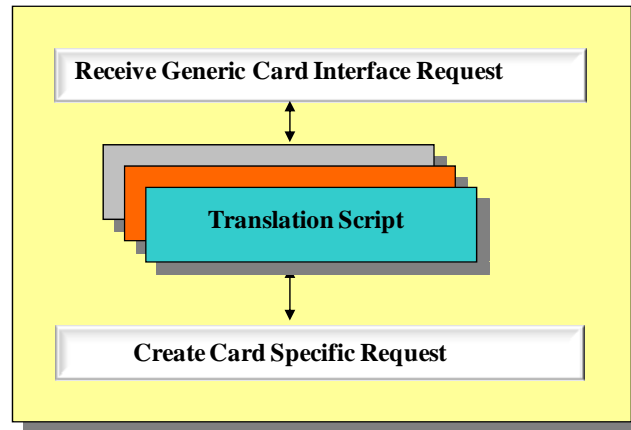 Receive Generic Card Interface Request
Translation Script
Create Card Specific Request